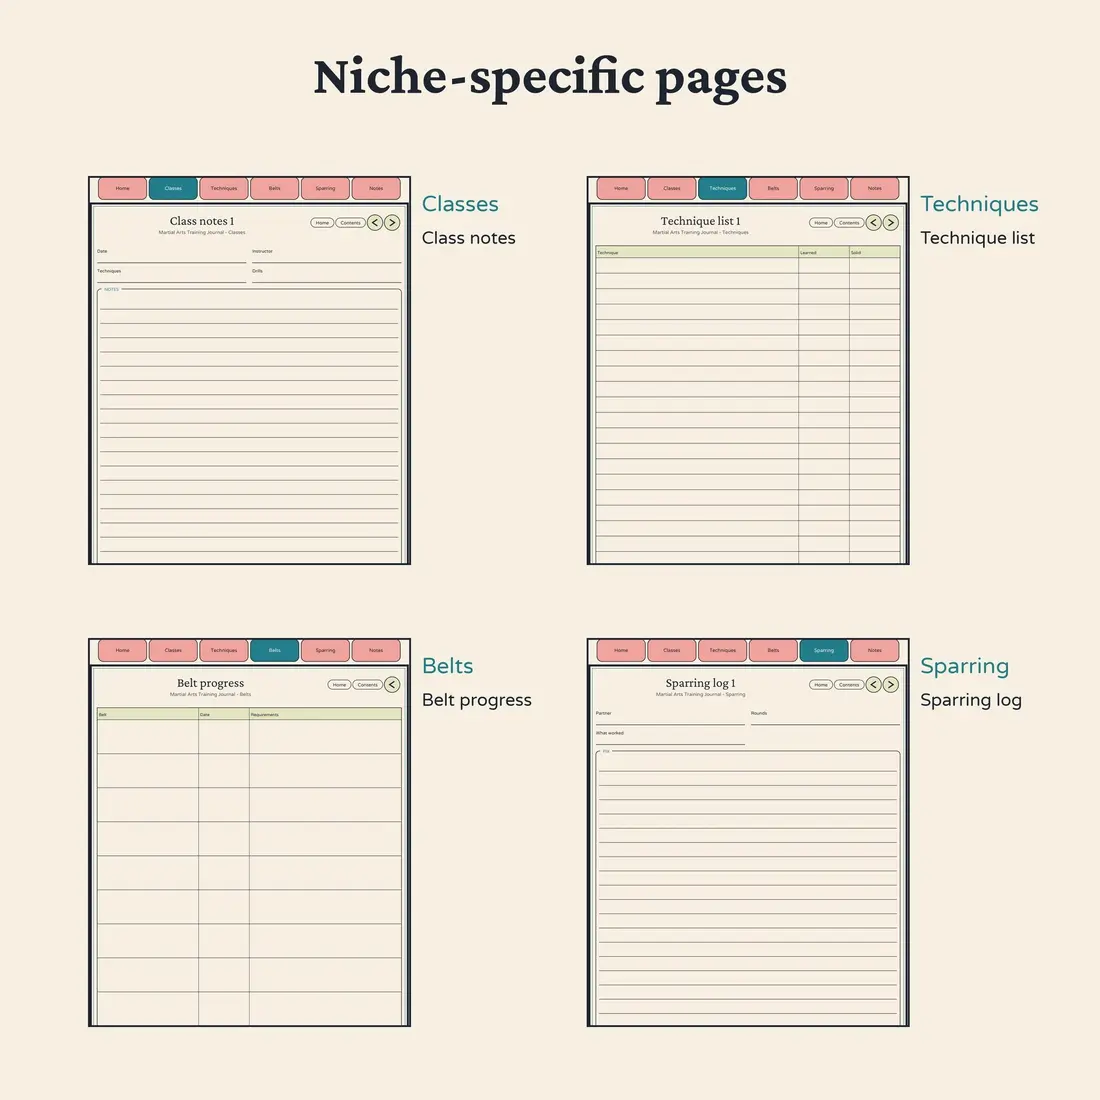 Niche-specific pages
Home Classes Techniques Belts Sparring Notes
Class notes 1
Home Contents < >
Martial Arts Training Journal - Classes
Date Instructor
Techniques Drills
NOTES
Classes
Class notes
Home Classes Techniques Belts Sparring Notes
Technique list 1
Home Contents < >
Martial Arts Training Journal - Techniques
Technique Learned Solid
Techniques
Technique list
Home Classes Techniques Belts Sparring Notes
Belt progress
Home Contents <
Martial Arts Training Journal - Belts
Belt Date Requirements
Belts
Belt progress
Home Classes Techniques Belts Sparring Notes
Sparring log 1
Home Contents < >
Martial Arts Training Journal - Sparring
Partner Rounds
What worked
Sparring
Sparring log